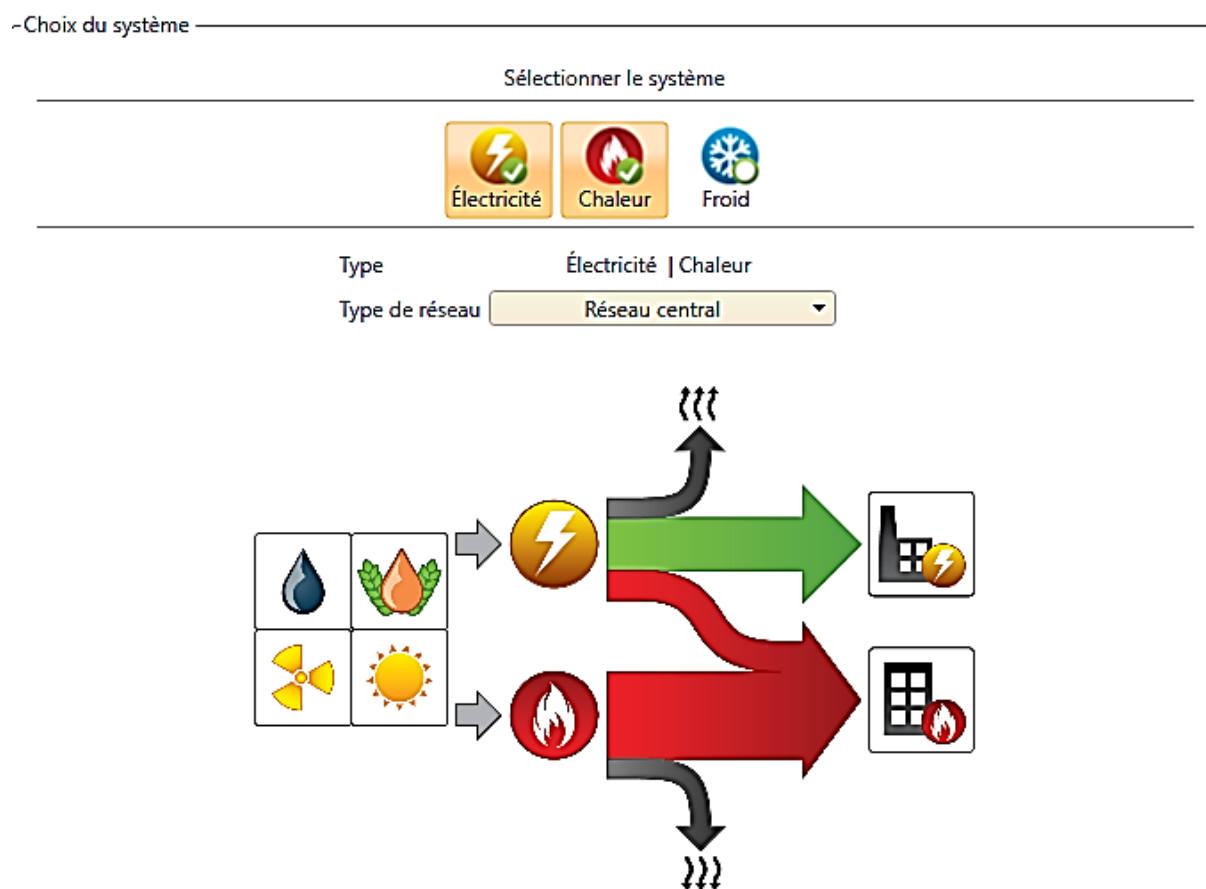 Choix du système
Sélectionner le système
Électricité Chaleur Froid
Type Électricité | Chaleur
Type de réseau Réseau central